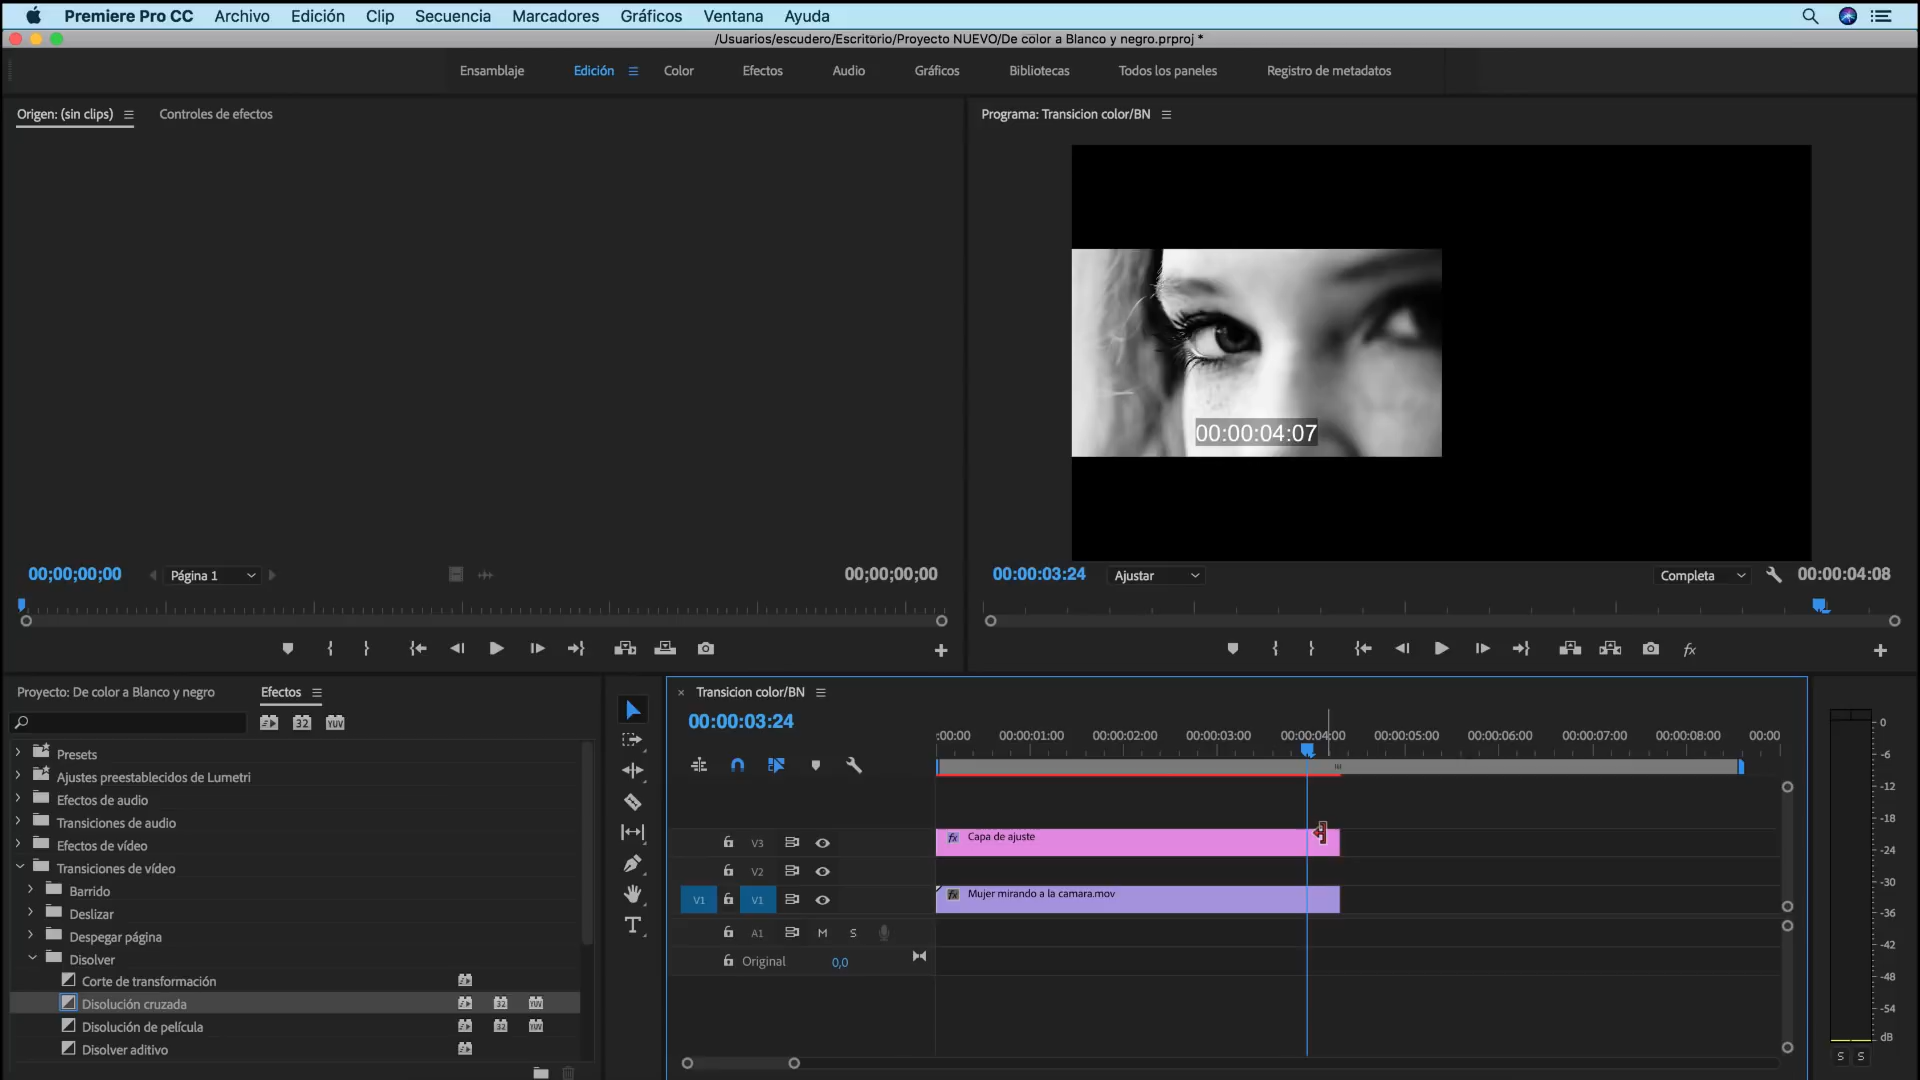 Premiere Pro CC Archivo Edición Clip Secuencia Marcadores Gráficos Ventana Ayuda
/Usuarios/escudero/Escritorio/Proyecto NUEVO/De color a Blanco y negro.prproj *
Ensamblaje Edición Color Efectos Audio Gráficos Bibliotecas Todos los paneles Registro de metadatos
Origen: (sin clips) Controles de efectos Programa: Transicion color/BN
00:00:04:07
00;00;00;00 Página 1 00;00;00;00 00:00:03:24 Ajustar Completa 00:00:04:08
fx
Proyecto: De color a Blanco y negro Efectos Transicion color/BN
00:00:03:24
32 YUV
:00:00 00:00:01:00 00:00:02:00 00:00:03:00 00:00:04:00 00:00:05:00 00:00:06:00 00:00:07:00 00:00:08:00 00:00
Presets
Ajustes preestablecidos de Lumetri
Efectos de audio
Transiciones de audio
Efectos de vídeo
Transiciones de vídeo
Barrido
Deslizar
Despegar página
Disolver
Corte de transformación
Disolución cruzada 32 YUV
Disolución de película 32 YUV
Disolver aditivo
T
V3 fx Capa de ajuste
V2
V1 V1 fx Mujer mirando a la camara.mov
A1 M S
Original 0,0
0
-6
-12
-18
-24
-30
-36
-42
-48
-54
dB
S S